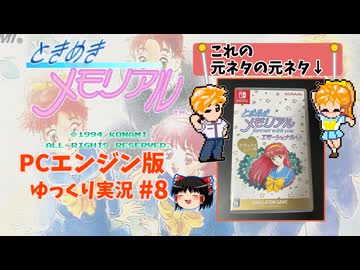 MI
ときめき
メモリアル
©1994 KONAMI
ALL RIGHTS RESERVED.
PCエンジン版
ゆっくり実況 #8
これの
元ネタの元ネタ↓
KONAMI
ときめき
メモリアル
forever with you
エモーショナル